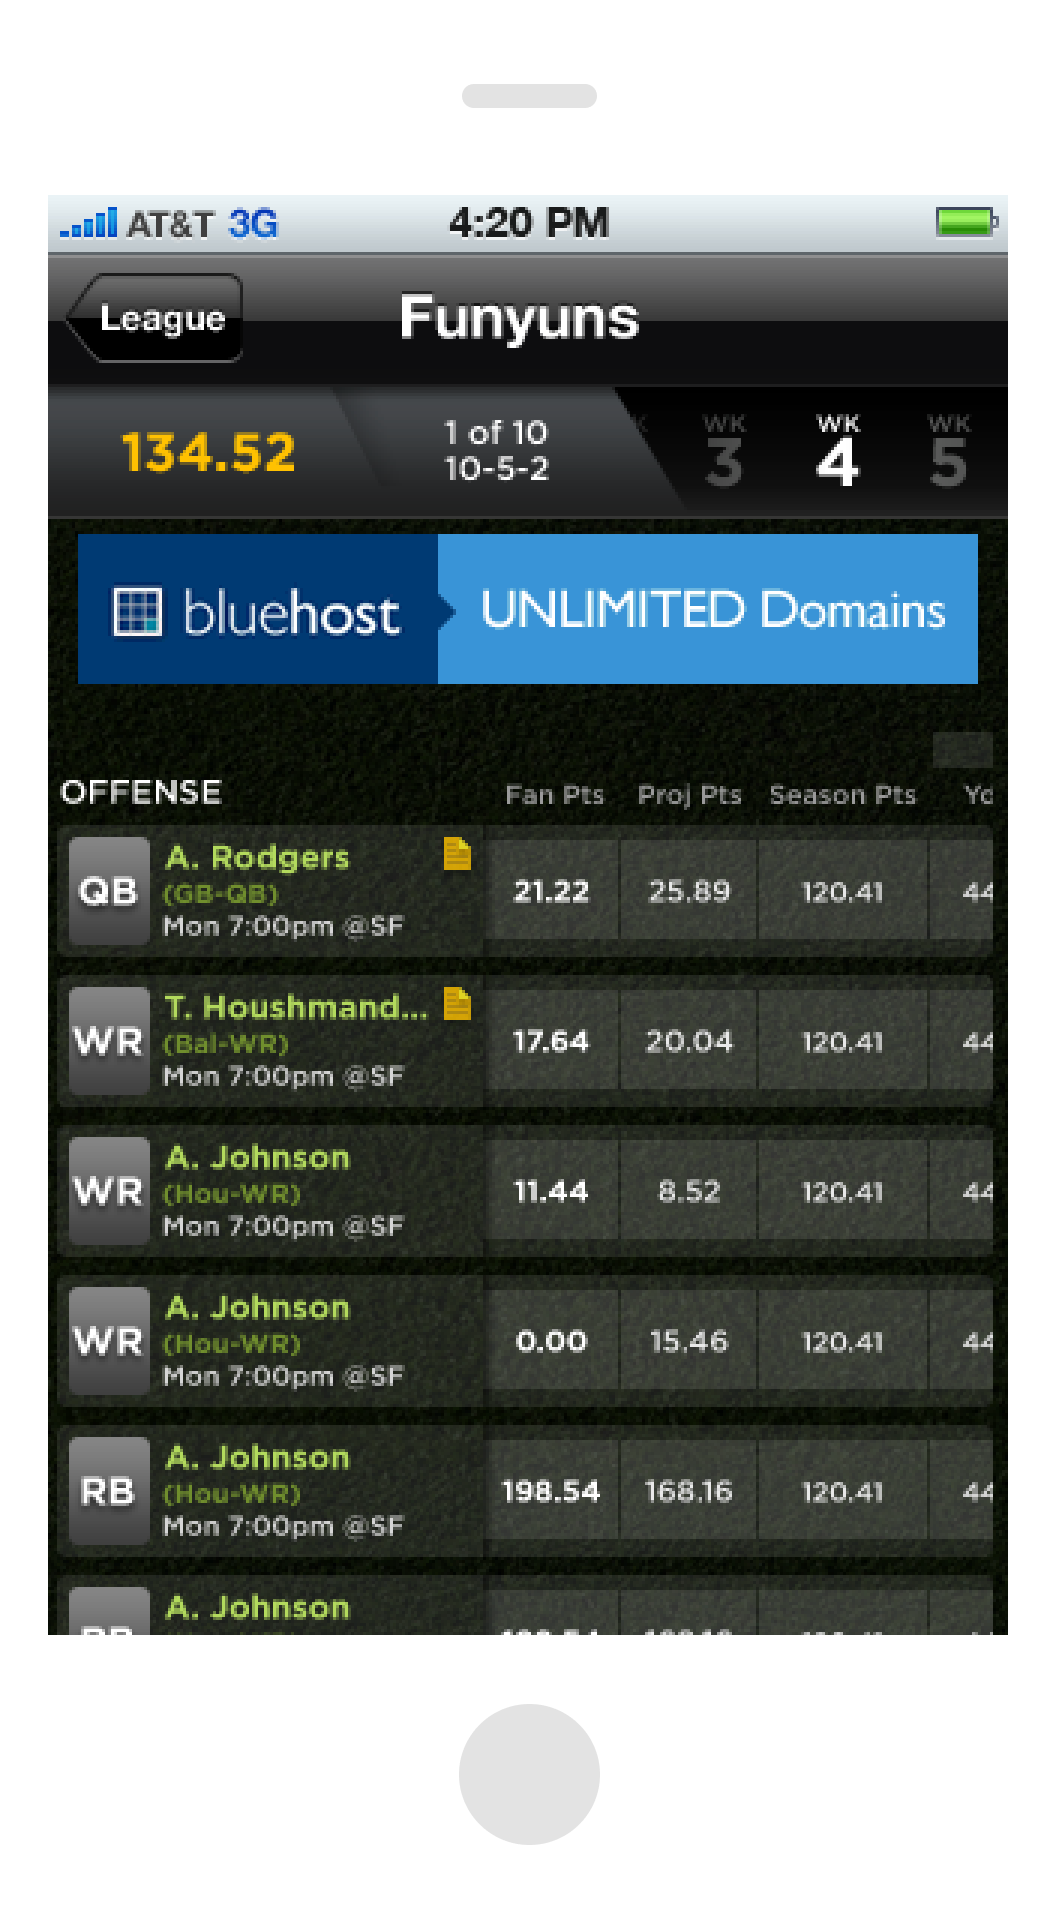 AT&T 3G 4:20 PM
League Funyuns
134.52
1 of 10
10-5-2
WK 3
WK 4
WK 5
bluehost UNLIMITED Domains
OFFENSE Fan Pts Proj Pts Season Pts
QB A. Rodgers
(GB-QB)
Mon 7:00pm @SF
21.22 25.89 120.41 44
WR T. Houshmand...
(Bal-WR)
Mon 7:00pm @SF
17.64 20.04 120.41 44
WR A. Johnson
(Hou-WR)
Mon 7:00pm @SF
11.44 8.52 120.41 44
WR A. Johnson
(Hou-WR)
Mon 7:00pm @SF
0.00 15.46 120.41 44
RB A. Johnson
(Hou-WR)
Mon 7:00pm @SF
198.54 168.16 120.41 44
A. Johnson